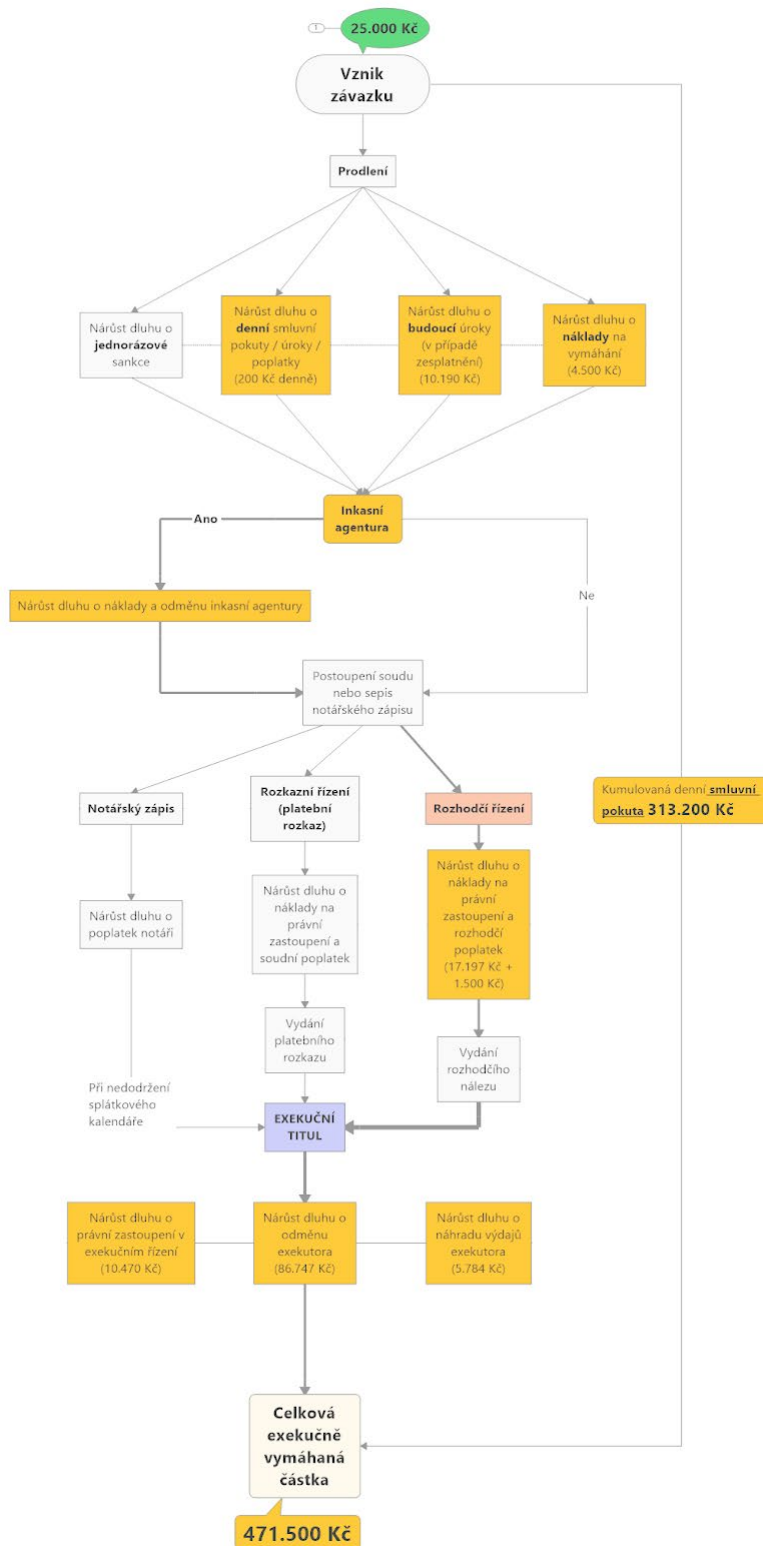 25.000 Kč
Vznik
závazku
Prodlení
Nárůst dluhu o
jednorázové
sankce
Nárůst dluhu o
denní smluvní
pokuty / úroky /
poplatky
(200 Kč denně)
Nárůst dluhu o
budoucí úroky
(v případě
zesplatnění)
(10.190 Kč)
Nárůst dluhu o
náklady na
vymáhání
(4.500 Kč)
Inkasní
agentura
Ano
Ne
Nárůst dluhu o náklady a odměnu inkasní agentury
Postoupení soudu
nebo sepis
notářského zápisu
Kumulovaná denní smluvní
pokuta 313.200 Kč
Notářský zápis
Rozkazní řízení
(platební
rozkaz)
Rozhodčí řízení
Nárůst dluhu o
poplatek notáři
Nárůst dluhu o
náklady na
právní
zastoupení a
soudní poplatek
Nárůst dluhu o
náklady na
právní
zastoupení a
rozhodčí
poplatek
(17.197 Kč +
1.500 Kč)
Vydání
platebního
rozkazu
Vydání
rozhodčího
nálezu
Při nedodržení
splátkového
kalendáře
EXEKUČNÍ
TITUL
Nárůst dluhu o
právní zastoupení v
exekučním řízení
(10.470 Kč)
Nárůst dluhu o
odměnu
exekutora
(86.747 Kč)
Nárůst dluhu o
náhradu výdajů
exekutora
(5.784 Kč)
Celková
exekučně
vymáhaná
částka
471.500 Kč